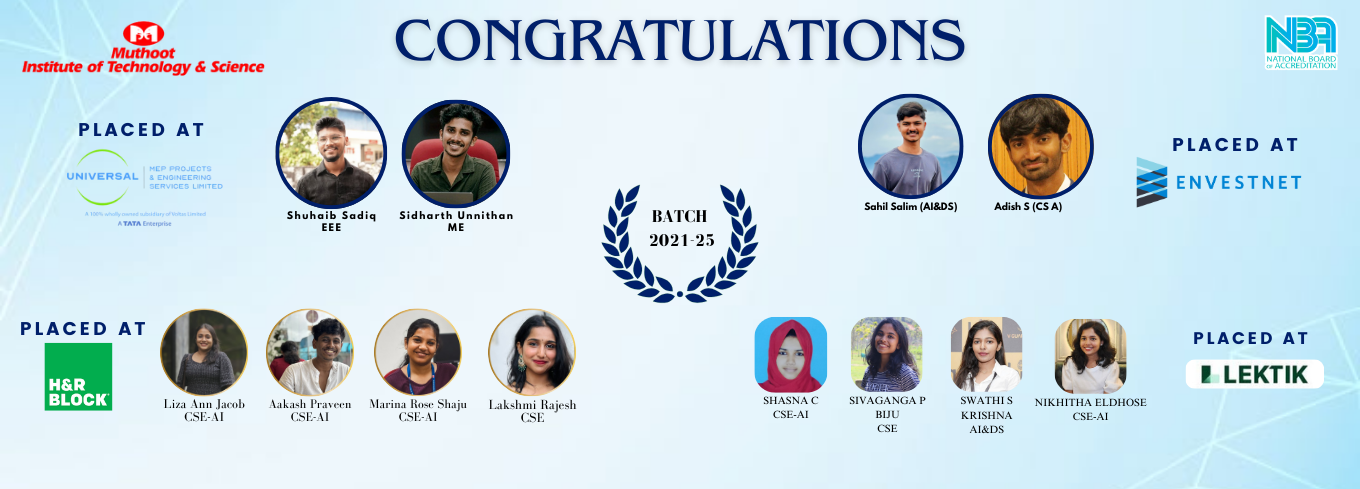 CONGRATULATIONS
Muthoot
Institute of Technology & Science
NBA
NATIONAL BOARD
OF ACCREDITATION
PLACED AT
UNIVERSAL
MEP PROJECTS
& ENGINEERING
SERVICES LIMITED
A 100% wholly owned subsidiary of Voltas Limited
A TATA Enterprise
Shuhaib Sadiq
EEE
Sidharth Unnithan
ME
BATCH
2021-25
Sahil Salim (AI&DS)
Adish S (CS A)
PLACED AT
ENVESTNET
PLACED AT
H&R
BLOCK
Liza Ann Jacob
CSE-AI
Aakash Praveen
CSE-AI
Marina Rose Shaju
CSE-AI
Lakshmi Rajesh
CSE
SHASNA C
CSE-AI
SIVAGANGA P
BIJU
CSE
SWATHI S
KRISHNA
AI&DS
NIKHITHA ELDHOSE
CSE-AI
PLACED AT
LEKTIK